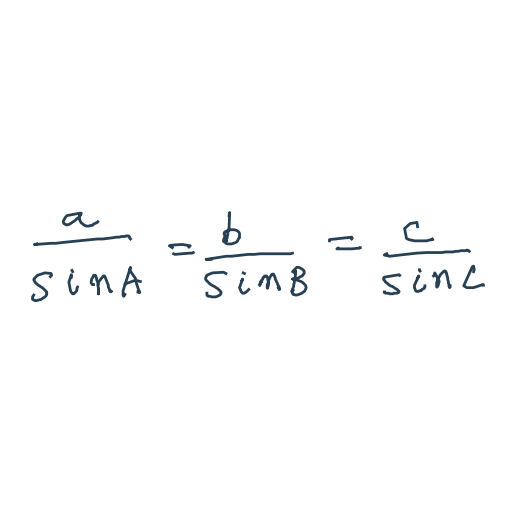 a/sinA = b/sinB = c/sinC